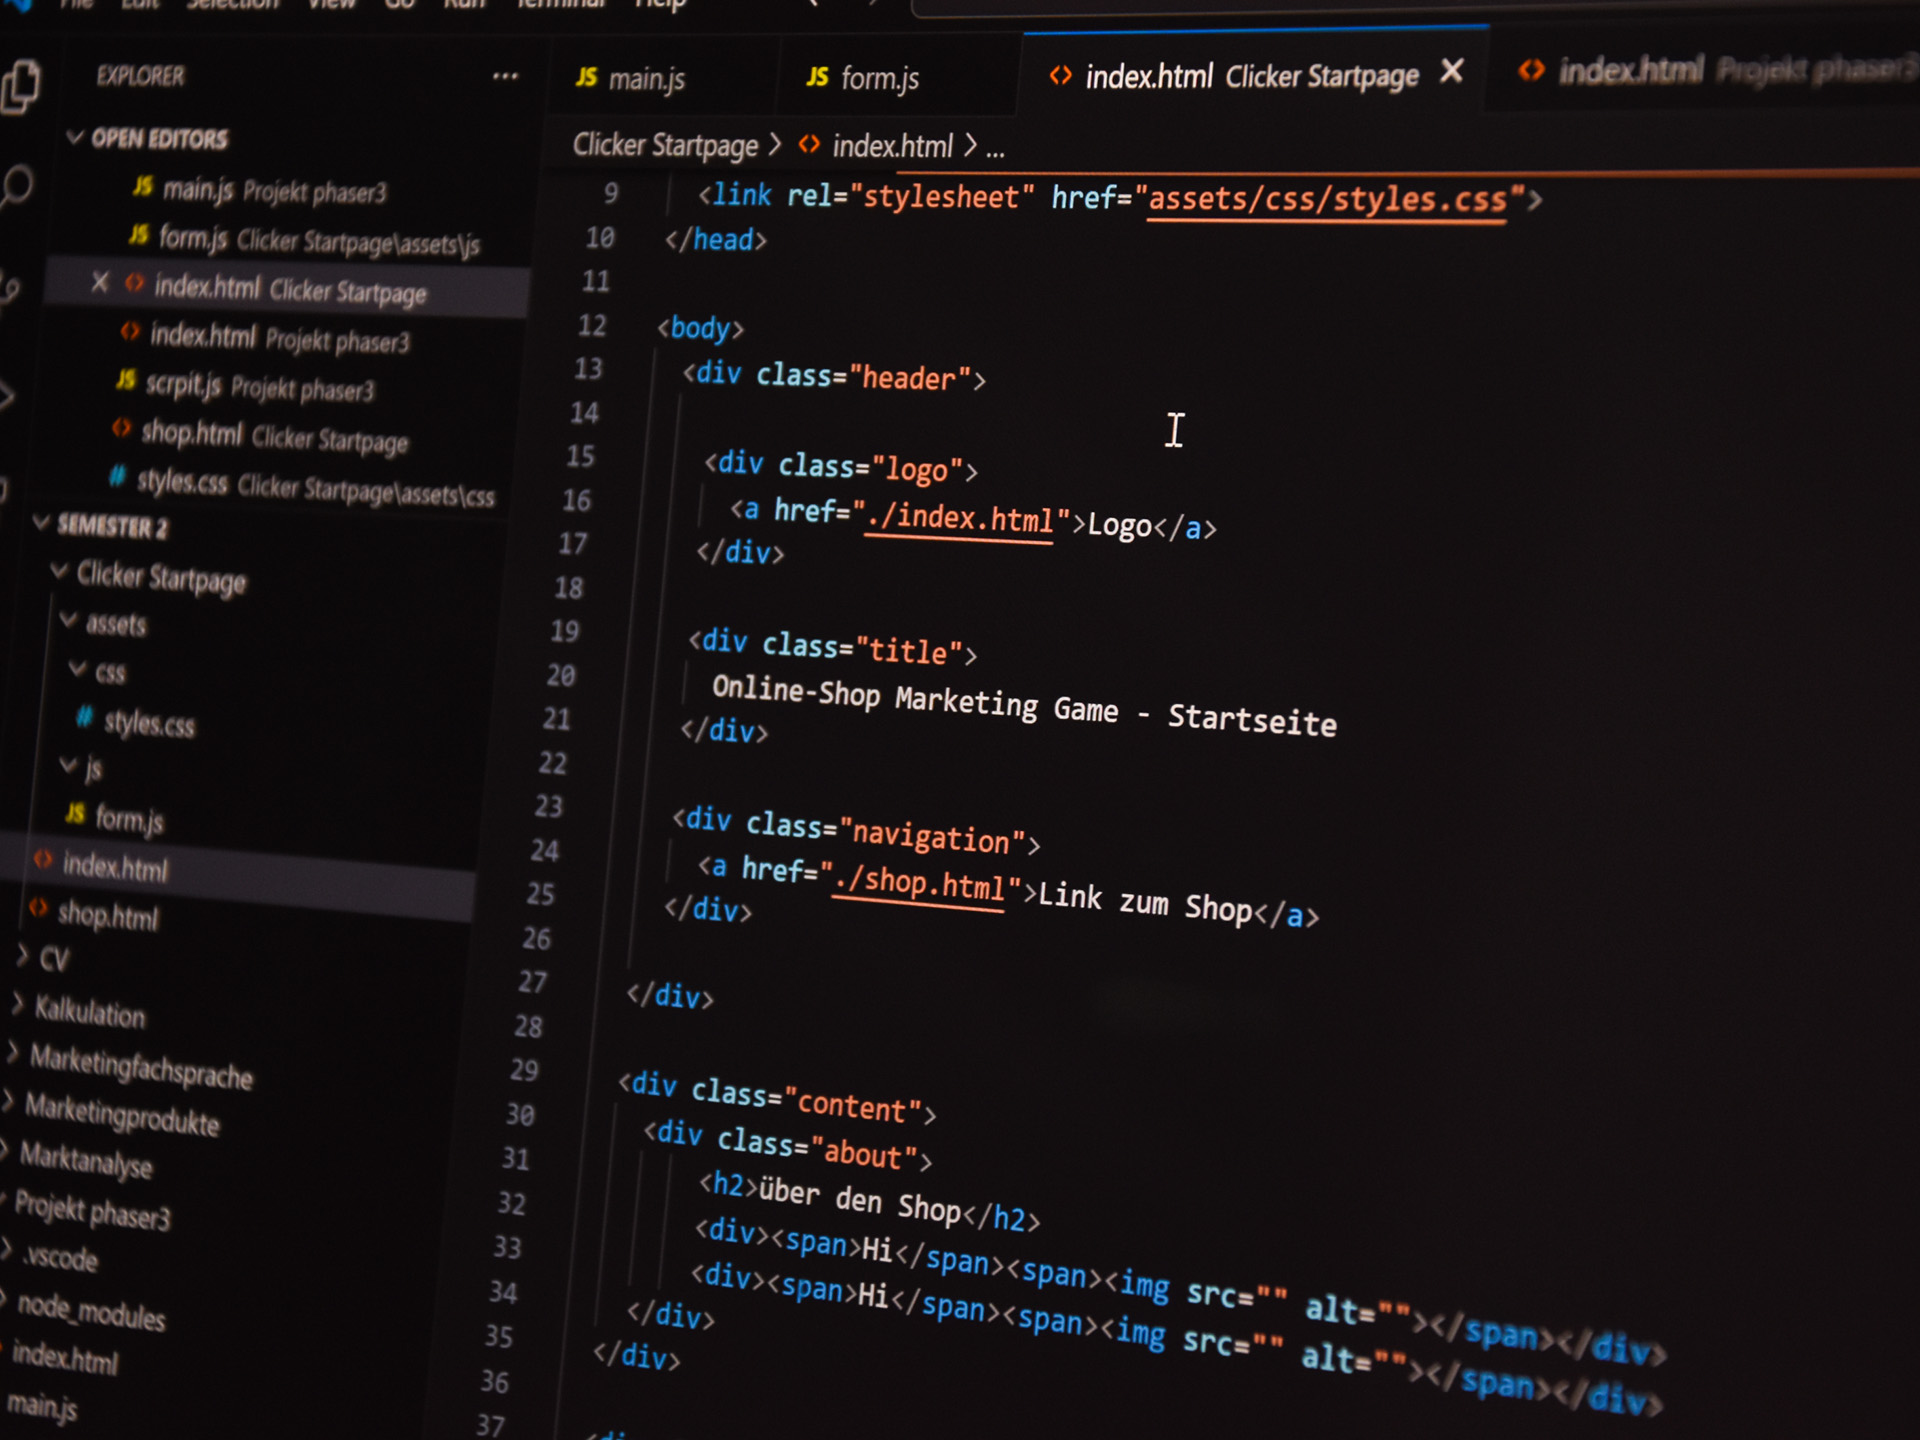 File Edit Selection View Go Run Terminal Help
EXPLORER ...
OPEN EDITORS
JS main.js Projekt phaser3
JS form.js Clicker Startpage\assets\js
index.html Clicker Startpage
index.html Projekt phaser3
JS scrpit.js Projekt phaser3
shop.html Clicker Startpage
# styles.css Clicker Startpage\assets\css
SEMESTER 2
Clicker Startpage
assets
css
# styles.css
js
JS form.js
index.html
shop.html
CV
Kalkulation
Marketingfachsprache
Marketingprodukte
Marktanalyse
Projekt phaser3
.vscode
node_modules
index.html
main.js
JS main.js
JS form.js
index.html Clicker Startpage
index.html Projekt phaser3
Clicker Startpage > index.html > ...
9 <link rel="stylesheet" href="assets/css/styles.css">
10 </head>
11
12 <body>
13 <div class="header">
14
15 <div class="logo">
16 <a href="./index.html">Logo</a>
17 </div>
18
19 <div class="title">
20 Online-Shop Marketing Game - Startseite
21 </div>
22
23 <div class="navigation">
24 <a href="./shop.html">Link zum Shop</a>
25 </div>
26
27 </div>
28
29 <div class="content">
30 <div class="about">
31 <h2>über den Shop</h2>
32 <div><span>Hi</span><span><img src="" alt=""></span></div>
33 <div><span>Hi</span><span><img src="" alt=""></span></div>
34 </div>
35 </div>
36
37